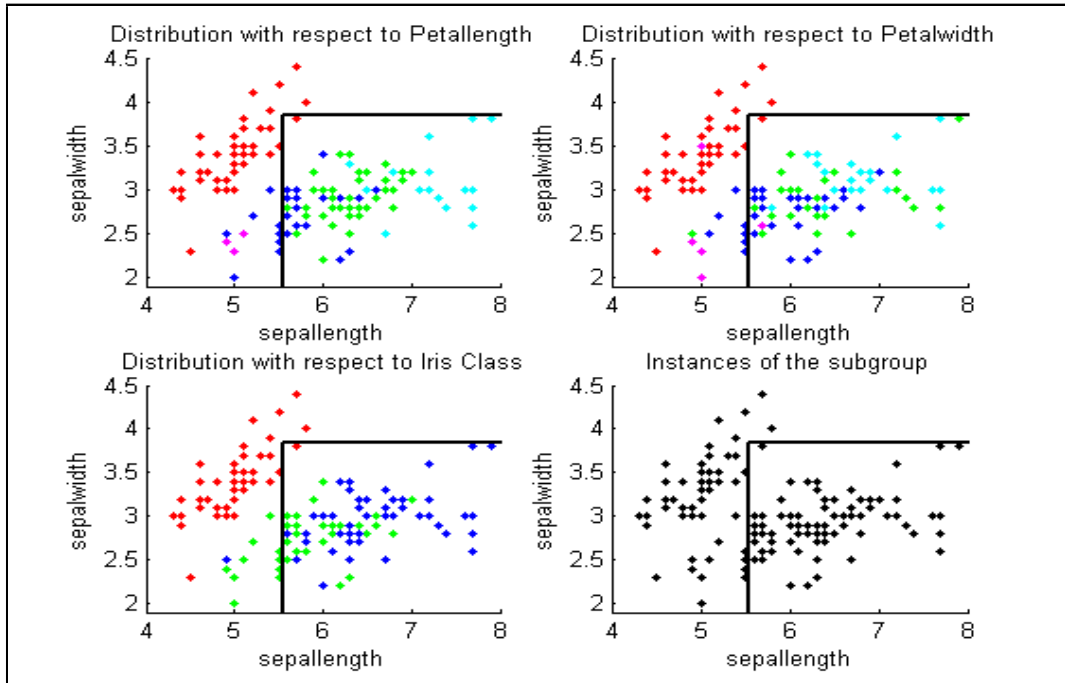 Distribution with respect to Petallength
4.5
4
3.5
3
2.5
2
sepalwidth
4 5 6 7 8
sepallength
Distribution with respect to Petalwidth
4.5
4
3.5
3
2.5
2
sepalwidth
4 5 6 7 8
sepallength
Distribution with respect to Iris Class
4.5
4
3.5
3
2.5
2
sepalwidth
4 5 6 7 8
sepallength
Instances of the subgroup
4.5
4
3.5
3
2.5
2
sepalwidth
4 5 6 7 8
sepallength